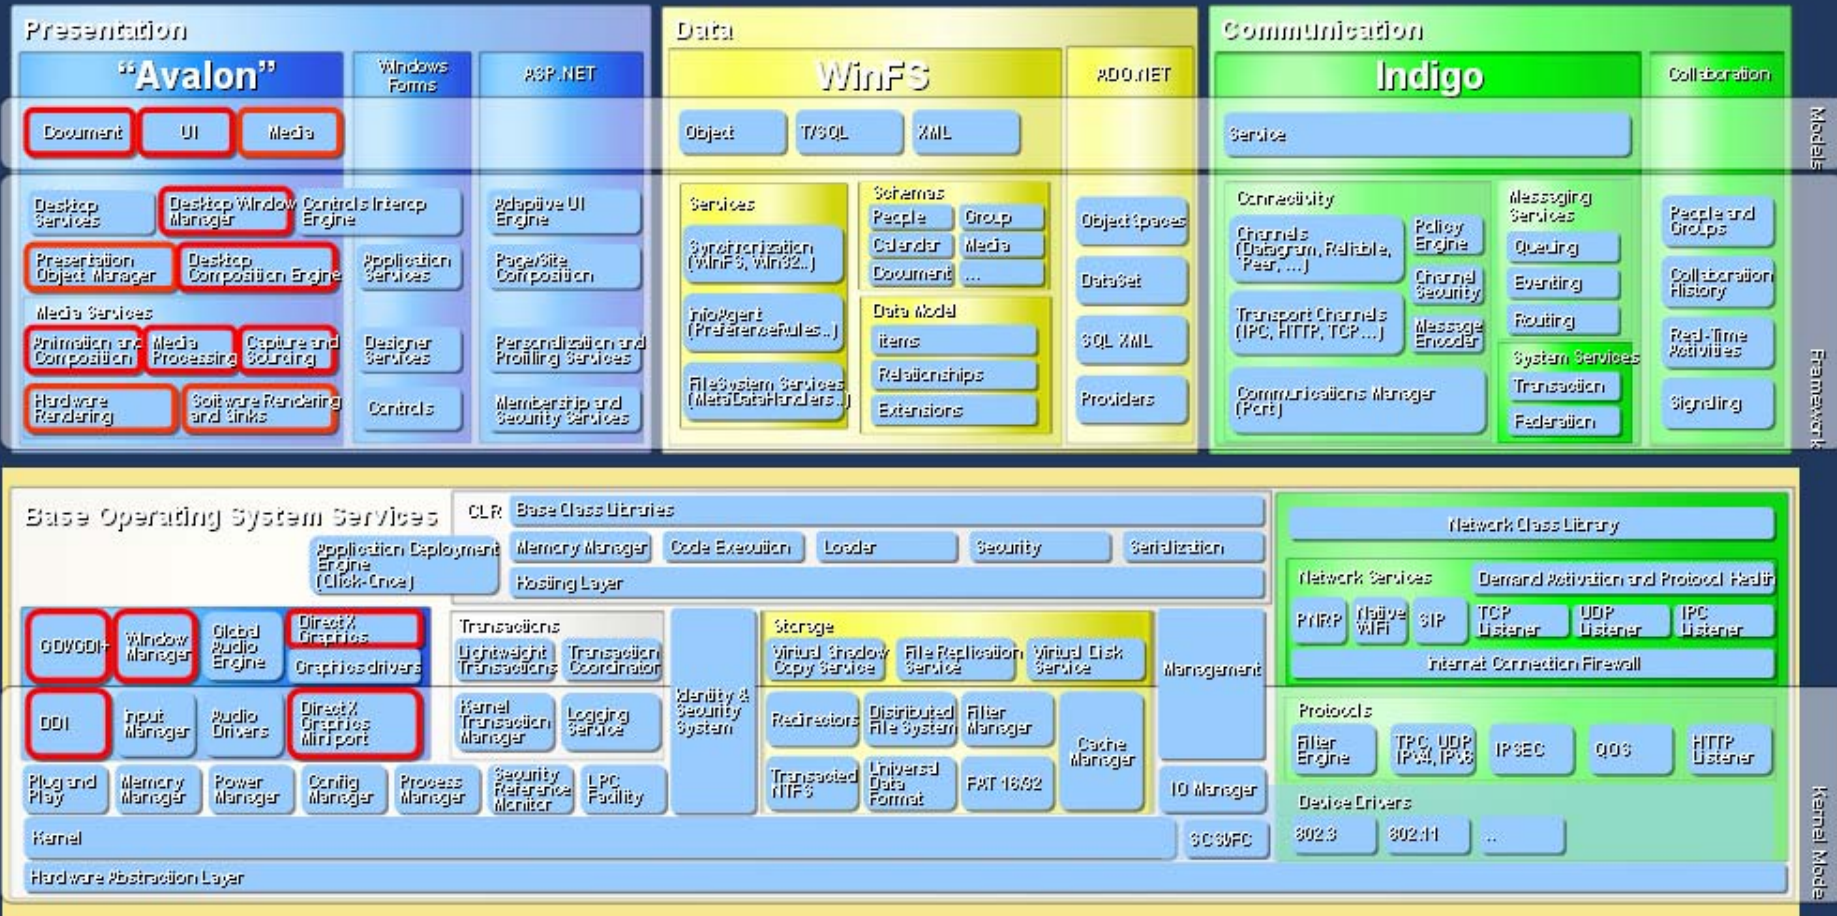 Presentation
"Avalon"
Windows
Forms
ASP.NET
Document
UI
Media
Desktop
Services
Desktop Window
Manager
Controls Interop
Engine
Adaptive UI
Engine
Presentation
Object Manager
Desktop
Composition Engine
Application
Services
Page/Site
Composition
Media Services
Animation and
Composition
Media
Processing
Capture and
Sourcing
Designer
Services
Personalization and
Profiling Services
Hardware
Rendering
Software Rendering
and Sinks
Controls
Membership and
Security Services
Data
WinFS
ADO.NET
Object
T/SQL
XML
Services
Synchronization
(WinFS, Win32..)
InfoAgent
(PreferenceRules..)
FileSystem Services
(MetaDataHandlers..)
Schemas
People
Group
Calendar
Media
Document
...
Data Model
Items
Relationships
Extensions
ObjectSpaces
DataSet
SQL XML
Providers
Communication
Indigo
Collaboration
Service
Connectivity
Channels
(Datagram, Reliable,
Peer, ...)
Policy
Engine
Channel
Security
Transport Channels
(IPC, HTTP, TCP...)
Message
Encoder
Communications Manager
(Port)
Messaging
Services
Queuing
Eventing
Routing
System Services
Transaction
Federation
People and
Groups
Collaboration
History
Real-Time
Activities
Signaling
Models
Framework
Base Operating System Services
CLR
Base Class Libraries
Application Deployment
Engine
(Click-Once)
Memory Manager
Code Execution
Loader
Security
Serialization
Hosting Layer
GDI/GDI+
Window
Manager
Global
Audio
Engine
DirectX
Graphics
Graphics drivers
DDI
Input
Manager
Audio
Drivers
DirectX
Graphics
Miniport
Transactions
Lightweight
Transactions
Transaction
Coordinator
Kernel
Transaction
Manager
Logging
Service
Identity &
Security
System
Storage
Virtual Shadow
Copy Service
File Replication
Service
Virtual Disk
Service
Redirectors
Distributed
File System
Filter
Manager
Transacted
NTFS
Universal
Data
Format
FAT 16/32
Cache
Manager
Management
IO Manager
Plug and
Play
Memory
Manager
Power
Manager
Config
Manager
Process
Manager
Security
Reference
Monitor
LPC
Facility
Kernel
SCSI/FC
Hardware Abstraction Layer
Network Class Library
Network Services
Demand Activation and Protocol Health
PNRP
Native
WiFi
SIP
TCP
Listener
UDP
Listener
IPC
Listener
Internet Connection Firewall
Protocols
Filter
Engine
TPC, UDP
IPv4, IPv6
IPSEC
QOS
HTTP
Listener
Device Drivers
802.3
802.11
..
Kernel Mode